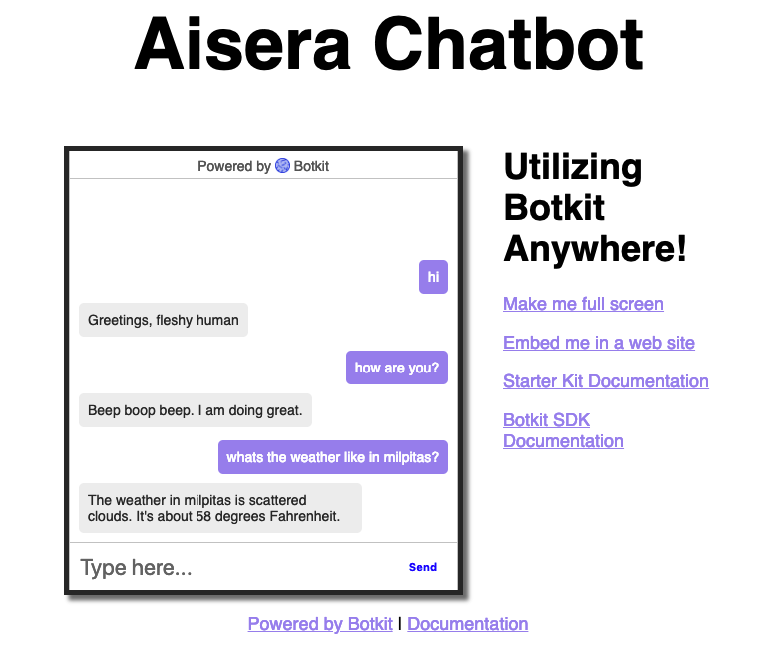 Aisera Chatbot
Powered by Botkit
hi
Greetings, fleshy human
how are you?
Beep boop beep. I am doing great.
whats the weather like in milpitas?
The weather in milpitas is scattered
clouds. It's about 58 degrees Fahrenheit.
Type here...
Send
Utilizing
Botkit
Anywhere!
Make me full screen
Embed me in a web site
Starter Kit Documentation
Botkit SDK
Documentation
Powered by Botkit | Documentation